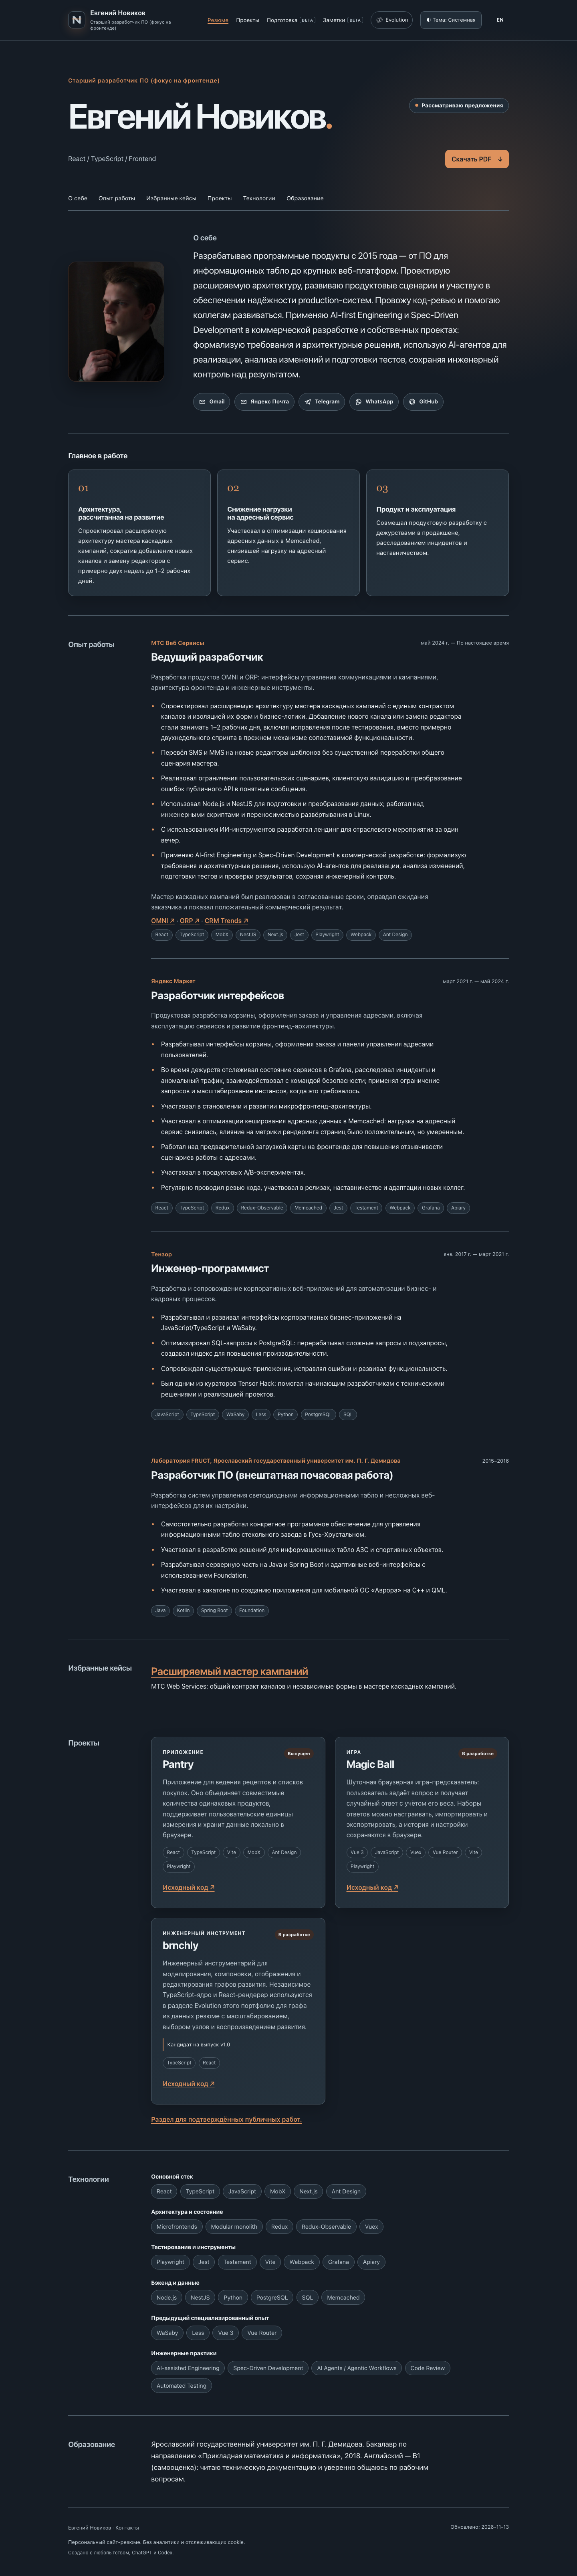 Евгений Новиков
Старший разработчик ПО (фокус на
фронтенде)
Резюме
Проекты
Подготовка BETA
Заметки BETA
Evolution
Тема: Системная
EN
Старший разработчик ПО (фокус на фронтенде)
Евгений Новиков.
Рассматриваю предложения
React / TypeScript / Frontend
Скачать PDF ↓
О себе
Опыт работы
Избранные кейсы
Проекты
Технологии
Образование
О себе
Разрабатываю программные продукты с 2015 года — от ПО для
информационных табло до крупных веб-платформ. Проектирую
расширяемую архитектуру, развиваю продуктовые сценарии и участвую в
обеспечении надёжности production-систем. Провожу код-ревью и помогаю
коллегам развиваться. Применяю AI-first Engineering и Spec-Driven
Development в коммерческой разработке и собственных проектах:
формализую требования и архитектурные решения, использую AI-агентов для
реализации, анализа изменений и подготовки тестов, сохраняя инженерный
контроль над результатом.
Gmail
Яндекс Почта
Telegram
WhatsApp
GitHub
Главное в работе
01
Архитектура,
рассчитанная на развитие
Спроектировал расширяемую
архитектуру мастера каскадных
кампаний, сократив добавление новых
каналов и замену редакторов с
примерно двух недель до 1–2 рабочих
дней.
02
Снижение нагрузки
на адресный сервис
Участвовал в оптимизации кеширования
адресных данных в Memcached,
снизившей нагрузку на адресный
сервис.
03
Продукт и эксплуатация
Совмещал продуктовую разработку с
дежурствами в продакшене,
расследованием инцидентов и
наставничеством.
Опыт работы
МТС Веб Сервисы
май 2024 г. — По настоящее время
Ведущий разработчик
Разработка продуктов OMNI и ORP: интерфейсы управления коммуникациями и кампаниями,
архитектура фронтенда и инженерные инструменты.
Спроектировал расширяемую архитектуру мастера каскадных кампаний с единым контрактом
каналов и изоляцией их форм и бизнес-логики. Добавление нового канала или замена редактора
стали занимать 1–2 рабочих дня, включая исправления после тестирования, вместо примерно
двухнедельного спринта в прежнем механизме сопоставимой функциональности.
Перевёл SMS и MMS на новые редакторы шаблонов без существенной переработки общего
сценария мастера.
Реализовал ограничения пользовательских сценариев, клиентскую валидацию и преобразование
ошибок публичного API в понятные сообщения.
Использовал Node.js и NestJS для подготовки и преобразования данных; работал над
инженерными скриптами и переносимостью развёртывания в Linux.
С использованием ИИ-инструментов разработал лендинг для отраслевого мероприятия за один
вечер.
Применяю AI-first Engineering и Spec-Driven Development в коммерческой разработке: формализую
требования и архитектурные решения, использую AI-агентов для реализации, анализа изменений,
подготовки тестов и проверки результатов, сохраняя инженерный контроль.
Мастер каскадных кампаний был реализован в согласованные сроки, оправдал ожидания
заказчика и показал положительный коммерческий результат.
OMNI ↗ · ORP ↗ · CRM Trends ↗
React
TypeScript
MobX
NestJS
Next.js
Jest
Playwright
Webpack
Ant Design
Яндекс Маркет
март 2021 г. — май 2024 г.
Разработчик интерфейсов
Продуктовая разработка корзины, оформления заказа и управления адресами, включая
эксплуатацию сервисов и развитие фронтенд-архитектуры.
Разрабатывал интерфейсы корзины, оформления заказа и панели управления адресами
пользователей.
Во время дежурств отслеживал состояние сервисов в Grafana, расследовал инциденты и
аномальный трафик, взаимодействовал с командой безопасности; применял ограничение
запросов и масштабирование инстансов, когда это требовалось.
Участвовал в становлении и развитии микрофронтенд-архитектуры.
Участвовал в оптимизации кеширования адресных данных в Memcached: нагрузка на адресный
сервис снизилась, влияние на метрики рендеринга страниц было положительным, но умеренным.
Работал над предварительной загрузкой карты на фронтенде для повышения отзывчивости
сценариев работы с адресами.
Участвовал в продуктовых A/B-экспериментах.
Регулярно проводил ревью кода, участвовал в релизах, наставничестве и адаптации новых коллег.
React
TypeScript
Redux
Redux-Observable
Memcached
Jest
Testament
Webpack
Grafana
Apiary
Тензор
янв. 2017 г. — март 2021 г.
Инженер-программист
Разработка и сопровождение корпоративных веб-приложений для автоматизации бизнес- и
кадровых процессов.
Разрабатывал и развивал интерфейсы корпоративных бизнес-приложений на
JavaScript/TypeScript и WaSaby.
Оптимизировал SQL-запросы к PostgreSQL: перерабатывал сложные запросы и подзапросы,
создавал индекс для повышения производительности.
Сопровождал существующие приложения, исправлял ошибки и развивал функциональность.
Был одним из кураторов Tensor Hack: помогал начинающим разработчикам с техническими
решениями и реализацией проектов.
JavaScript
TypeScript
WaSaby
Less
Python
PostgreSQL
SQL
Лаборатория FRUCT, Ярославский государственный университет им. П. Г. Демидова
2015–2016
Разработчик ПО (внештатная почасовая работа)
Разработка систем управления светодиодными информационными табло и несложных веб-
интерфейсов для их настройки.
Самостоятельно разработал конкретное программное обеспечение для управления
информационными табло стекольного завода в Гусь-Хрустальном.
Участвовал в разработке решений для информационных табло АЗС и спортивных объектов.
Разрабатывал серверную часть на Java и Spring Boot и адаптивные веб-интерфейсы с
использованием Foundation.
Участвовал в хакатоне по созданию приложения для мобильной ОС «Аврора» на C++ и QML.
Java
Kotlin
Spring Boot
Foundation
Избранные кейсы
Расширяемый мастер кампаний
МТС Web Services: общий контракт каналов и независимые формы в мастере каскадных кампаний.
Проекты
ПРИЛОЖЕНИЕ
Выпущен
Pantry
Приложение для ведения рецептов и списков
покупок. Оно объединяет совместимые
количества одинаковых продуктов,
поддерживает пользовательские единицы
измерения и хранит данные локально в
браузере.
React
TypeScript
Vite
MobX
Ant Design
Playwright
Исходный код ↗
ИГРА
В разработке
Magic Ball
Шуточная браузерная игра-предсказатель:
пользователь задаёт вопрос и получает
случайный ответ с учётом его веса. Наборы
ответов можно настраивать, импортировать и
экспортировать, а история и настройки
сохраняются в браузере.
Vue 3
JavaScript
Vuex
Vue Router
Vite
Playwright
Исходный код ↗
ИНЖЕНЕРНЫЙ ИНСТРУМЕНТ
В разработке
brnchly
Инженерный инструментарий для
моделирования, компоновки, отображения и
редактирования графов развития. Независимое
TypeScript-ядро и React-рендерер используются
в разделе Evolution этого портфолио для графа
из данных резюме с масштабированием,
выбором узлов и воспроизведением развития.
Кандидат на выпуск v1.0
TypeScript
React
Исходный код ↗
Раздел для подтверждённых публичных работ.
Технологии
Основной стек
React
TypeScript
JavaScript
MobX
Next.js
Ant Design
Архитектура и состояние
Microfrontends
Modular monolith
Redux
Redux-Observable
Vuex
Тестирование и инструменты
Playwright
Jest
Testament
Vite
Webpack
Grafana
Apiary
Бэкенд и данные
Node.js
NestJS
Python
PostgreSQL
SQL
Memcached
Предыдущий специализированный опыт
WaSaby
Less
Vue 3
Vue Router
Инженерные практики
AI-assisted Engineering
Spec-Driven Development
AI Agents / Agentic Workflows
Code Review
Automated Testing
Образование
Ярославский государственный университет им. П. Г. Демидова. Бакалавр по
направлению «Прикладная математика и информатика», 2018. Английский — B1
(самооценка): читаю техническую документацию и уверенно общаюсь по рабочим
вопросам.
Евгений Новиков · Контакты
Обновлено: 2026-11-13
Персональный сайт-резюме. Без аналитики и отслеживающих cookie.
Создано с любопытством, ChatGPT и Codex.